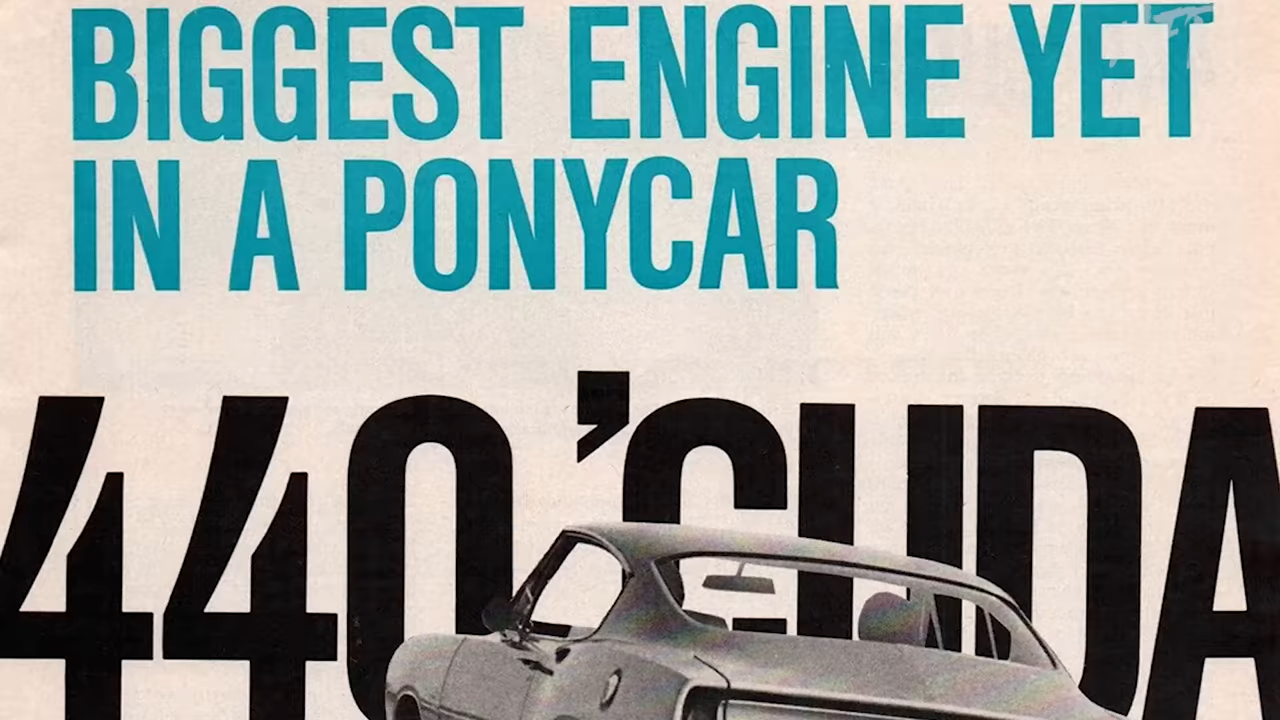 BIGGEST ENGINE YET
IN A PONYCAR
440 'CUDA